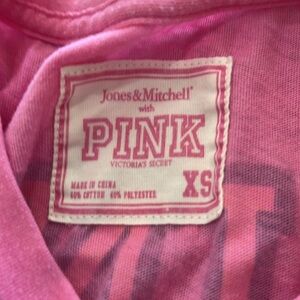 Jones&Mitchell®
with
PINK
VICTORIA'S SECRET
MADE IN CHINA
60% COTTON 40% POLYESTER
XS